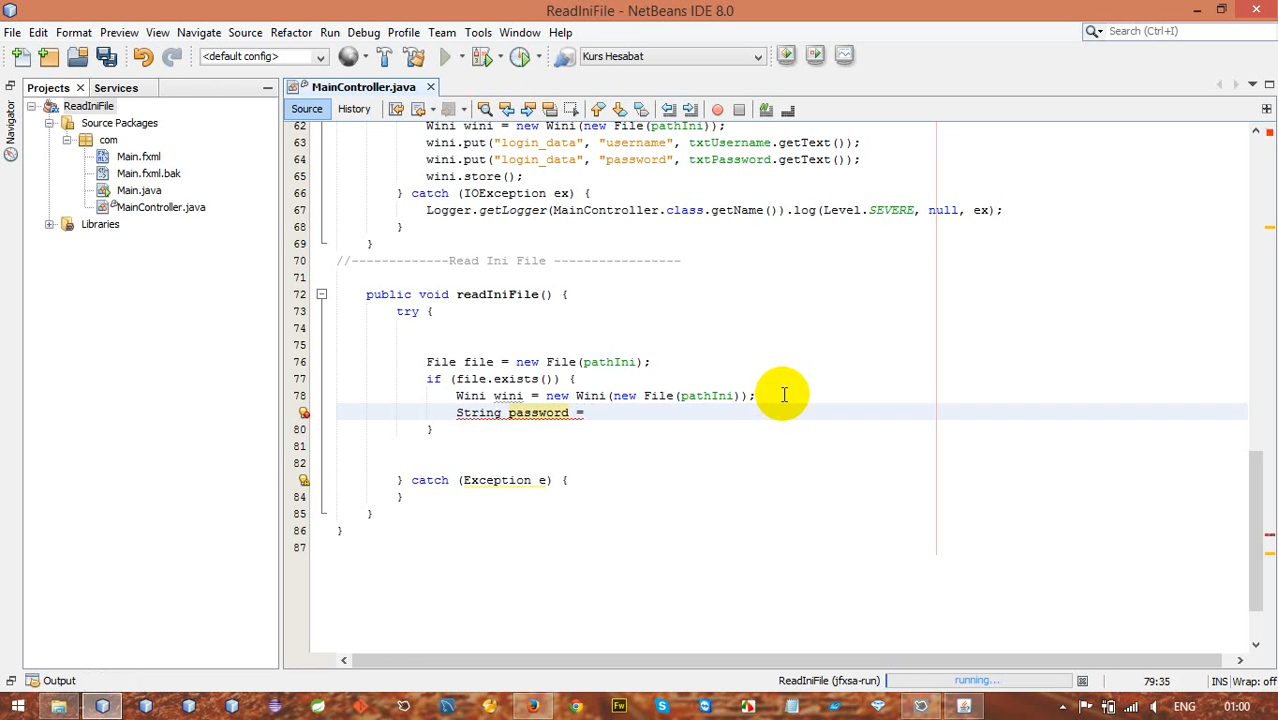 ReadIniFile - NetBeans IDE 8.0
File Edit Format Preview View Navigate Source Refactor Run Debug Profile Team Tools Window Help
Search (Ctrl+I)
<default config>
Kurs Hesabat
Projects
Services
MainController.java
Navigator
ReadIniFile
Source Packages
com
Main.fxml
Main.fxml.bak
Main.java
MainController.java
Libraries
Source History
62 Wini wini = new Wini(new File(pathIni));
63 wini.put("login_data", "username", txtUsername.getText());
64 wini.put("login_data", "password", txtPassword.getText());
65 wini.store();
66 } catch (IOException ex) {
67 Logger.getLogger(MainController.class.getName()).log(Level.SEVERE, null, ex);
68 }
69 }
70 //-------------Read Ini File -----------------
71
72 public void readIniFile() {
73 try {
74
75
76 File file = new File(pathIni);
77 if (file.exists()) {
78 Wini wini = new Wini(new File(pathIni));
String password =
80 }
81
82
} catch (Exception e) {
84 }
85 }
86 }
87
Output
ReadIniFile (jfxsa-run)
running...
79:35
INS
Wrap: off
Fw
ENG
01:00